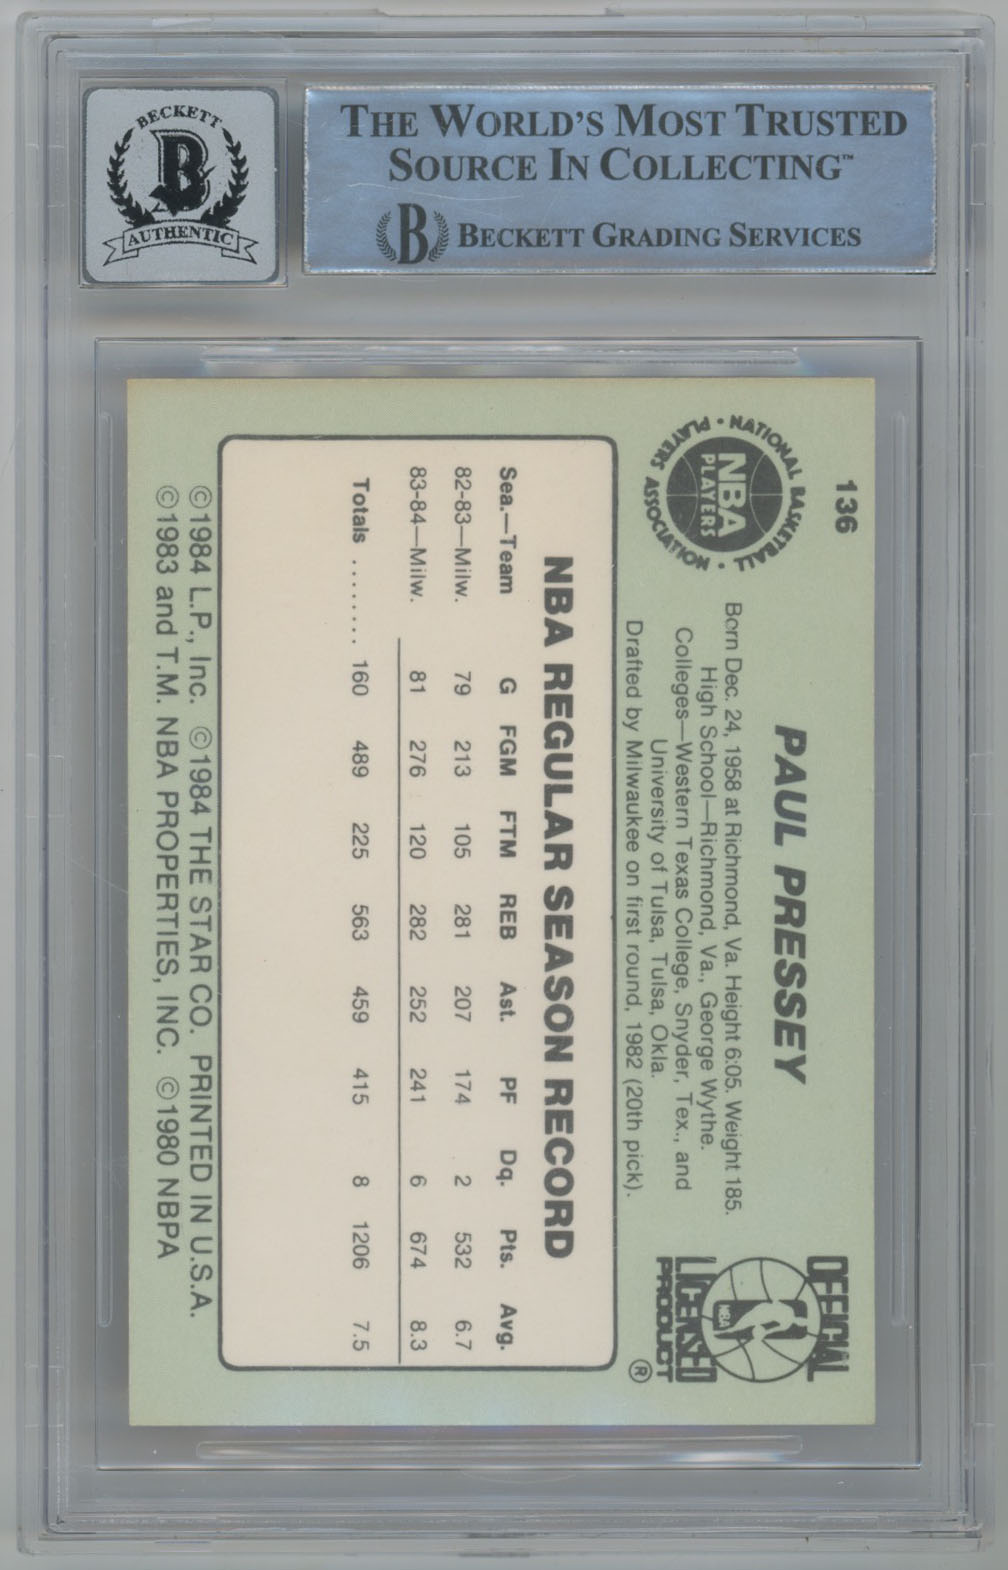 BECKETT
B
AUTHENTIC
THE WORLD'S MOST TRUSTED
SOURCE IN COLLECTING™
B BECKETT GRADING SERVICES
136
NATIONAL BASKETBALL
PLAYERS ASSOCIATION
NBA
PLAYERS
PAUL PRESSEY
Born Dec. 24, 1958 at Richmond, Va. Height 6:05. Weight 185.
High School—Richmond, Va., George Wythe.
Colleges—Western Texas College, Snyder, Tex., and
University of Tulsa, Tulsa, Okla.
Drafted by Milwaukee on first round, 1982 (20th pick).
OFFICIAL
NBA
LICENSED
PRODUCT
®
NBA REGULAR SEASON RECORD
Sea.—Team G FGM FTM REB Ast. PF Dq. Pts. Avg.
82-83—Milw. 79 213 105 281 207 174 2 532 6.7
83-84—Milw. 81 276 120 282 252 241 6 674 8.3
Totals ....... 160 489 225 563 459 415 8 1206 7.5
©1984 L.P., Inc. ©1984 THE STAR CO. PRINTED IN U.S.A.
©1983 and T.M. NBA PROPERTIES, INC. ©1980 NBPA